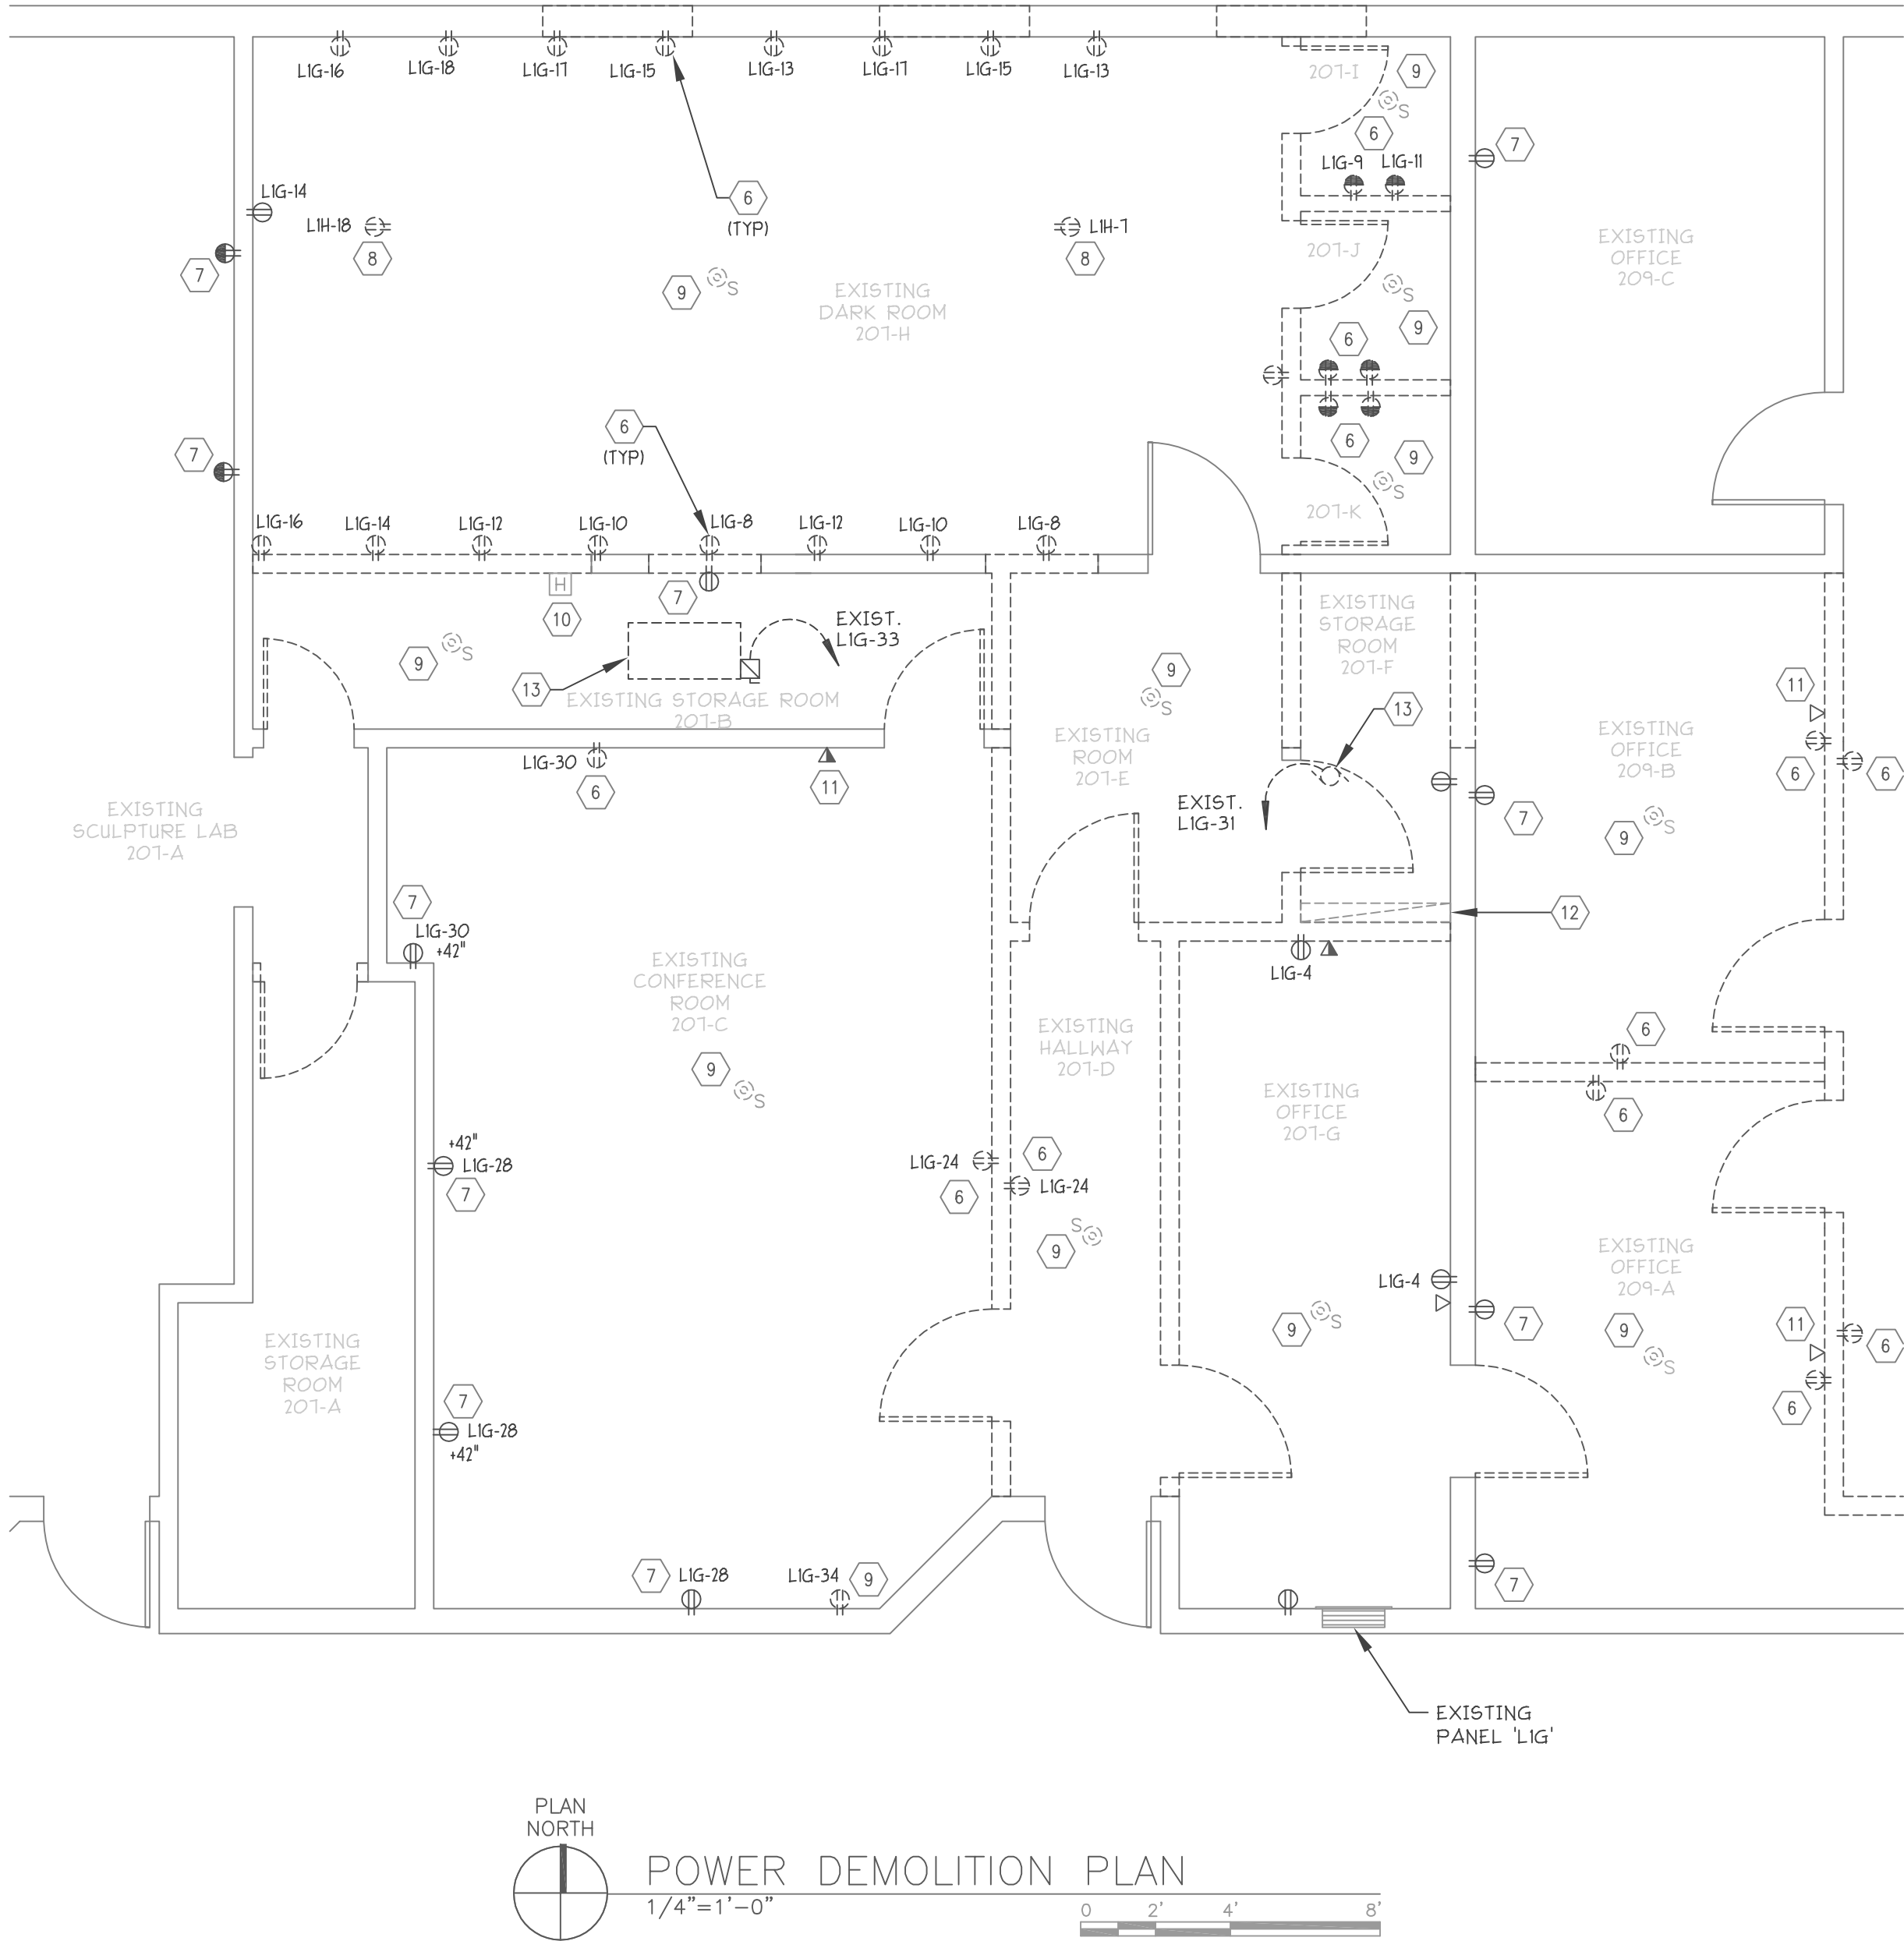 L1G-16 L1G-18 L1G-17 L1G-15 L1G-13 L1G-17 L1G-15 L1G-13
207-I
9
S
6
L1G-9 L1G-11
7
L1G-14
L1H-18
8
6
(TYP)
L1H-7
8
7
9
S
EXISTING
DARK ROOM
207-H
207-J
S
9
6
EXISTING
OFFICE
209-C
7
6
(TYP)
6
9
S
207-K
L1G-16 L1G-14 L1G-12 L1G-10 L1G-8 L1G-12 L1G-10 L1G-8
H
10
7
9
S
13
EXIST.
L1G-33
EXISTING STORAGE ROOM
207-B
EXISTING
STORAGE
ROOM
207-F
9
S
EXISTING
ROOM
207-E
13
EXIST.
L1G-31
11
EXISTING
OFFICE
209-B
6
6
7
9
S
L1G-30
6
11
EXISTING
SCULPTURE LAB
207-A
7
L1G-30
+42"
12
L1G-4
EXISTING
CONFERENCE
ROOM
207-C
9
S
EXISTING
HALLWAY
207-D
EXISTING
OFFICE
207-G
6
6
+42"
L1G-28
7
L1G-24
6
6
L1G-24
S
9
L1G-4
9
S
7
EXISTING
OFFICE
209-A
9
S
11
6
6
EXISTING
STORAGE
ROOM
207-A
7
L1G-28
+42"
7
L1G-28
L1G-34
9
7
EXISTING
PANEL 'L1G'
PLAN
NORTH
POWER DEMOLITION PLAN
1/4"=1'-0"
0 2' 4' 8'